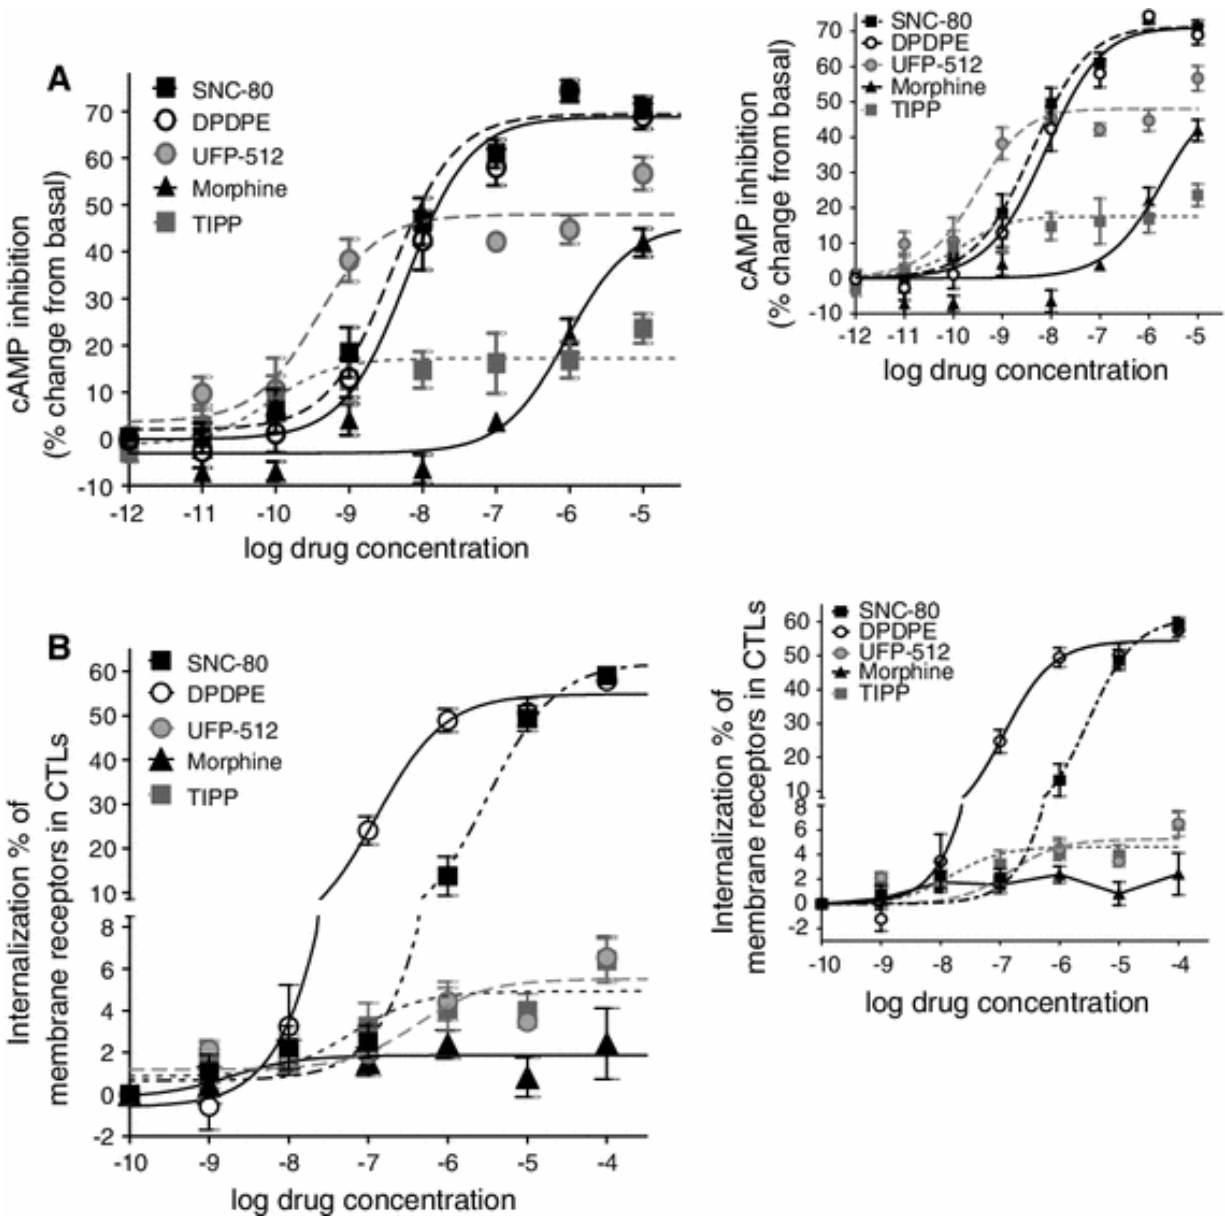 A
cAMP inhibition
(% change from basal)
SNC-80
DPDPE
UFP-512
Morphine
TIPP
70
60
50
40
30
20
10
0
-10
-12 -11 -10 -9 -8 -7 -6 -5
log drug concentration
cAMP inhibition
(% change from basal)
SNC-80
DPDPE
UFP-512
Morphine
TIPP
70
60
50
40
30
20
10
0
-10
-12 -11 -10 -9 -8 -7 -6 -5
log drug concentration
B
Internalization % of
membrane receptors in CTLs
SNC-80
DPDPE
UFP-512
Morphine
TIPP
60
50
40
30
20
10
8
6
4
2
0
-2
-10 -9 -8 -7 -6 -5 -4
log drug concentration
Internalization % of
membrane receptors in CTLs
SNC-80
DPDPE
UFP-512
Morphine
TIPP
60
50
40
30
20
10
8
6
4
2
0
-2
-10 -9 -8 -7 -6 -5 -4
log drug concentration